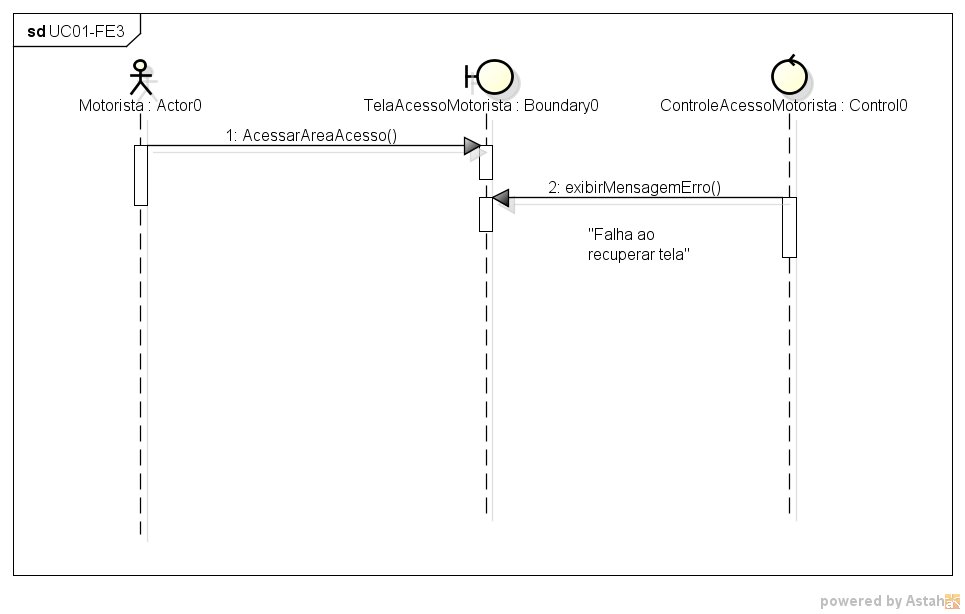 sd UC01-FE3
Motorista : Actor0
TelaAcessoMotorista : Boundary0
ControleAcessoMotorista : Control0
1: AcessarAreaAcesso()
2: exibirMensagemErro()
"Falha ao
recuperar tela"
powered by Astah